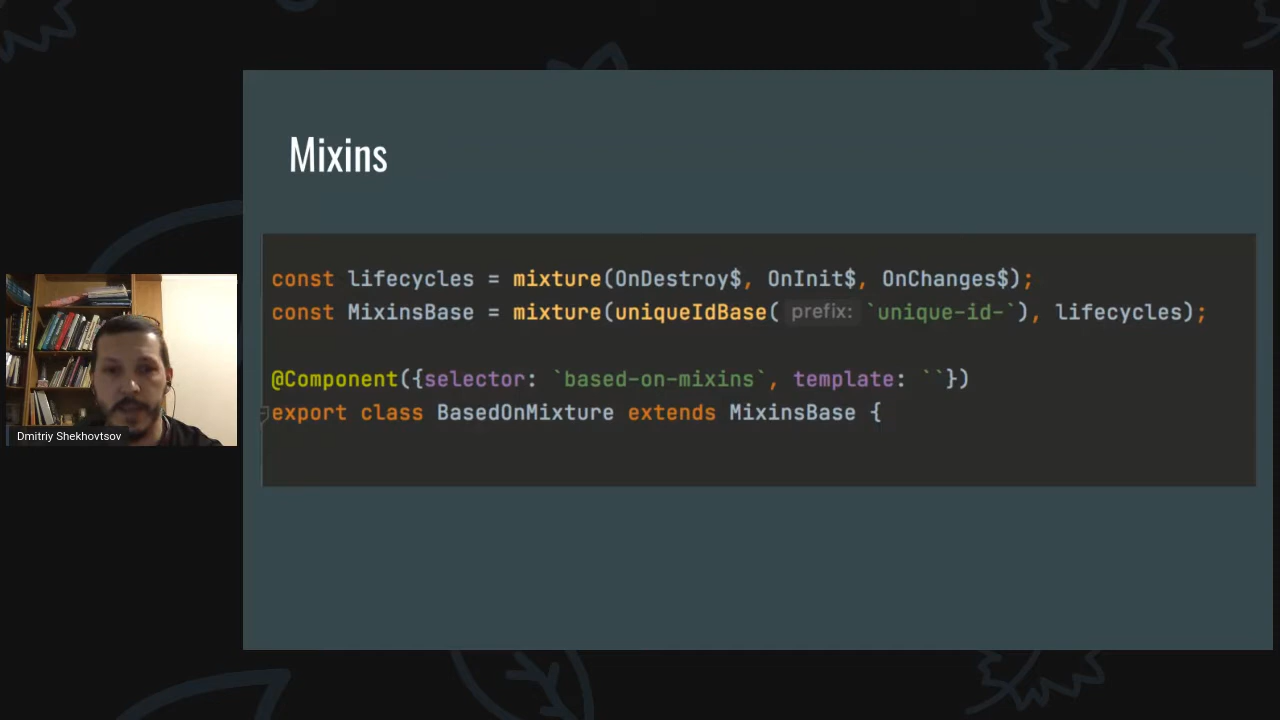 Mixins
const lifecycles = mixture(OnDestroy$, OnInit$, OnChanges$);
const MixinsBase = mixture(uniqueIdBase( prefix: `unique-id-`), lifecycles);
@Component({selector: `based-on-mixins`, template: ``})
export class BasedOnMixture extends MixinsBase {
Dmitriy Shekhovtsov